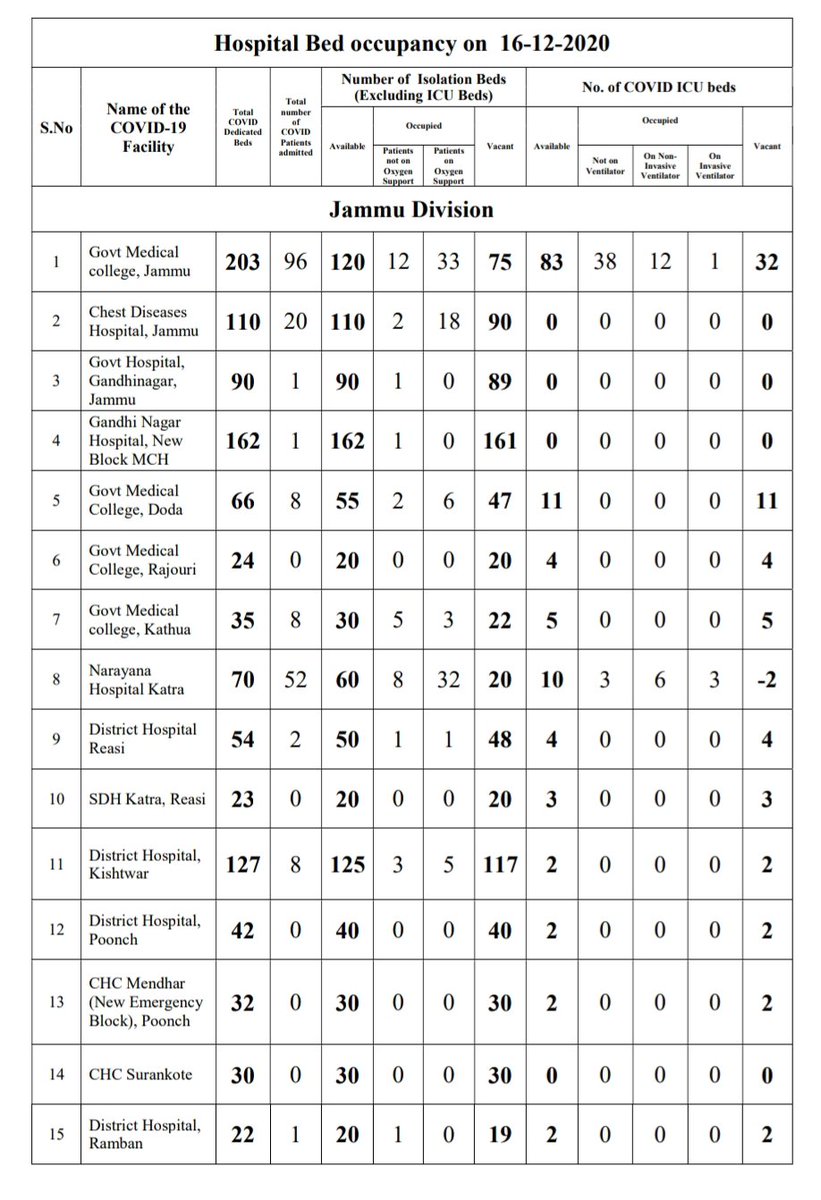 Hospital Bed occupancy on 16-12-2020
S.No
Name of the
COVID-19
Facility
Total
COVID
Dedicated
Beds
Total
number
of
COVID
Patients
admitted
Number of Isolation Beds
(Excluding ICU Beds)
No. of COVID ICU beds
Available
Occupied
Vacant
Available
Occupied
Vacant
Patients
not on
Oxygen
Support
Patients
on
Oxygen
Support
Not on
Ventilator
On Non-
Invasive
Ventilator
On
Invasive
Ventilator
Jammu Division
1 Govt Medical
college, Jammu 203 96 120 12 33 75 83 38 12 1 32
2 Chest Diseases
Hospital, Jammu 110 20 110 2 18 90 0 0 0 0 0
3 Govt Hospital,
Gandhinagar,
Jammu 90 1 90 1 0 89 0 0 0 0 0
4 Gandhi Nagar
Hospital, New
Block MCH 162 1 162 1 0 161 0 0 0 0 0
5 Govt Medical
College, Doda 66 8 55 2 6 47 11 0 0 0 11
6 Govt Medical
College, Rajouri 24 0 20 0 0 20 4 0 0 0 4
7 Govt Medical
college, Kathua 35 8 30 5 3 22 5 0 0 0 5
8 Narayana
Hospital Katra 70 52 60 8 32 20 10 3 6 3 -2
9 District Hospital
Reasi 54 2 50 1 1 48 4 0 0 0 4
10 SDH Katra, Reasi 23 0 20 0 0 20 3 0 0 0 3
11 District Hospital,
Kishtwar 127 8 125 3 5 117 2 0 0 0 2
12 District Hospital,
Poonch 42 0 40 0 0 40 2 0 0 0 2
13 CHC Mendhar
(New Emergency
Block), Poonch 32 0 30 0 0 30 2 0 0 0 2
14 CHC Surankote 30 0 30 0 0 30 0 0 0 0 0
15 District Hospital,
Ramban 22 1 20 1 0 19 2 0 0 0 2